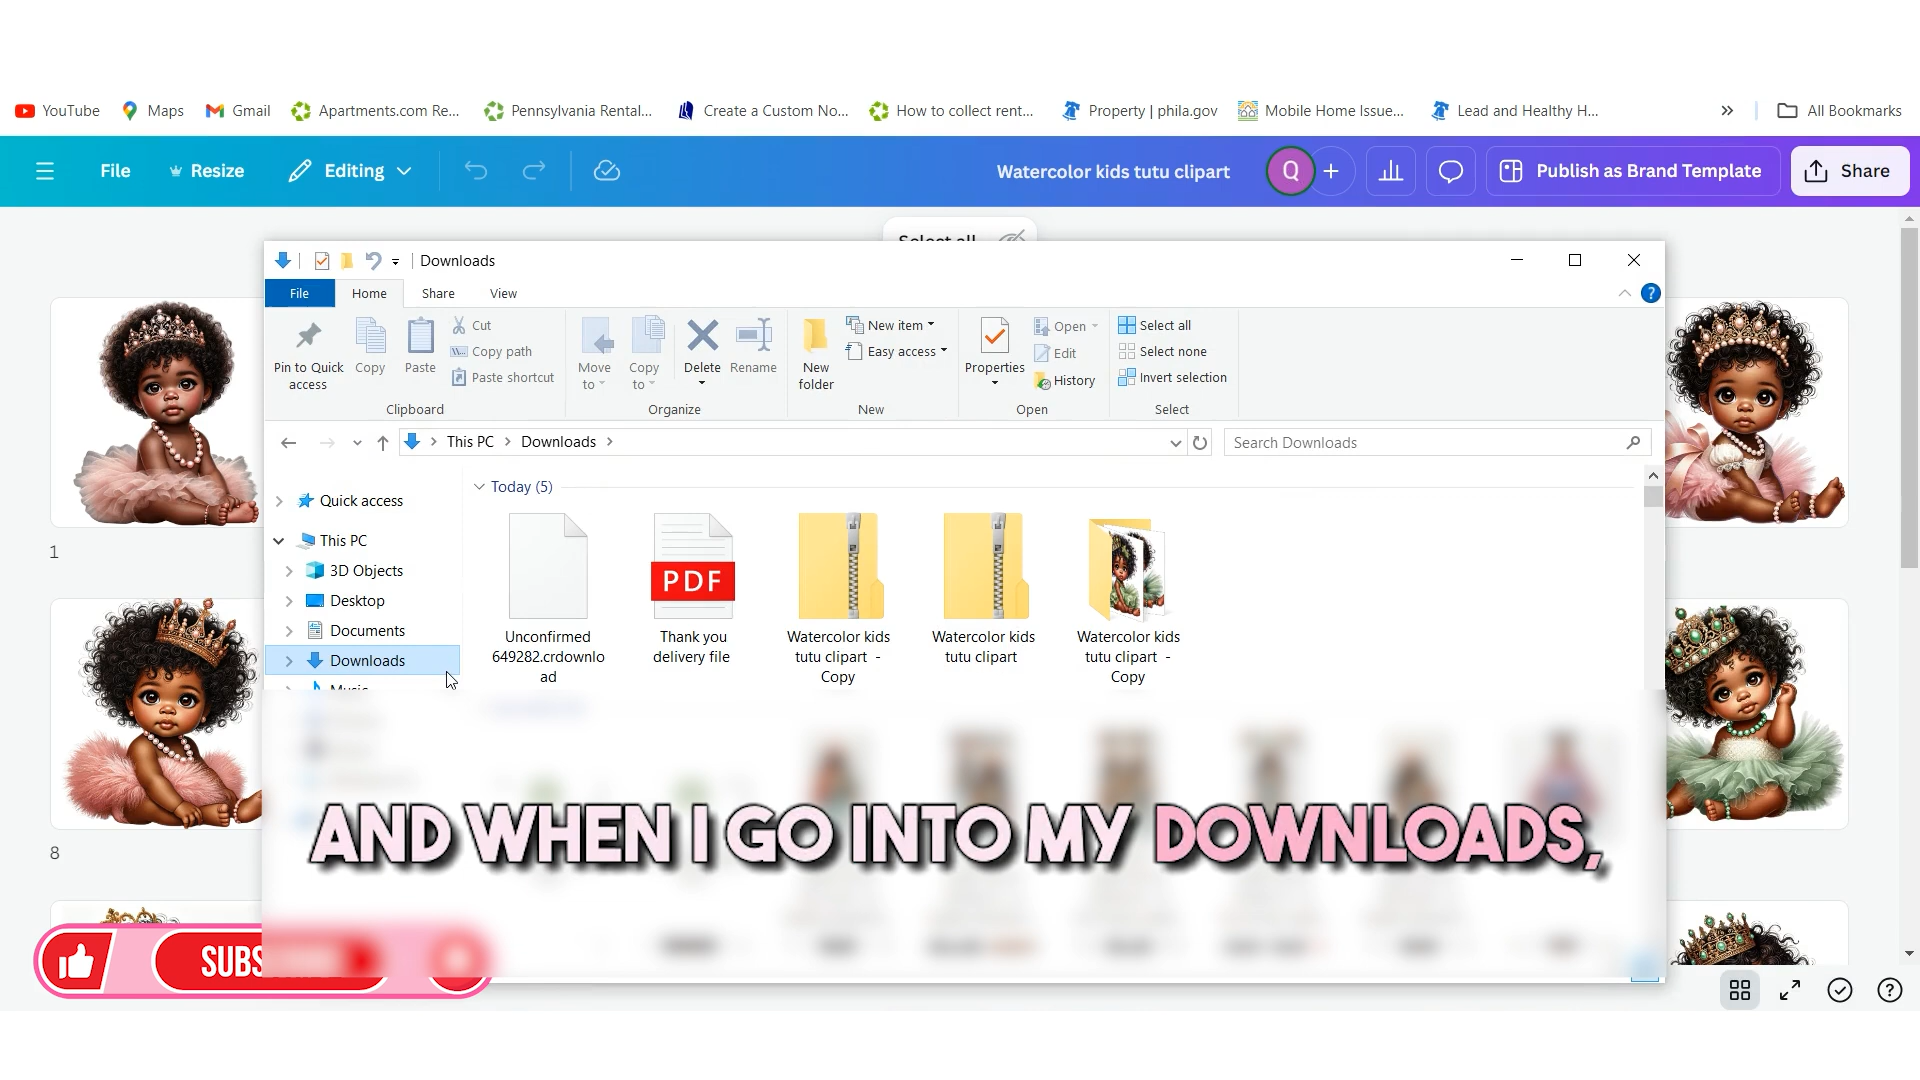 YouTube Maps Gmail Apartments.com Re... Pennsylvania Rental... Create a Custom No... How to collect rent... Property | phila.gov Mobile Home Issue... Lead and Healthy H... » All Bookmarks
File Resize Editing Watercolor kids tutu clipart Q + Publish as Brand Template Share
Select all
Downloads
File Home Share View ?
Pin to Quick access
Copy
Paste
Cut
Copy path
Paste shortcut
Clipboard
Move to
Copy to
Delete
Rename
Organize
New folder
New item
Easy access
New
Properties
Open
Edit
History
Open
Select all
Select none
Invert selection
Select
This PC > Downloads >
Search Downloads
Quick access
This PC
3D Objects
Desktop
Documents
Downloads
Music
Today (5)
Unconfirmed
649282.crdownlo
ad
PDF
Thank you
delivery file
Watercolor kids
tutu clipart -
Copy
Watercolor kids
tutu clipart
Watercolor kids
tutu clipart -
Copy
1
8
AND WHEN I GO INTO MY DOWNLOADS,
SUBS